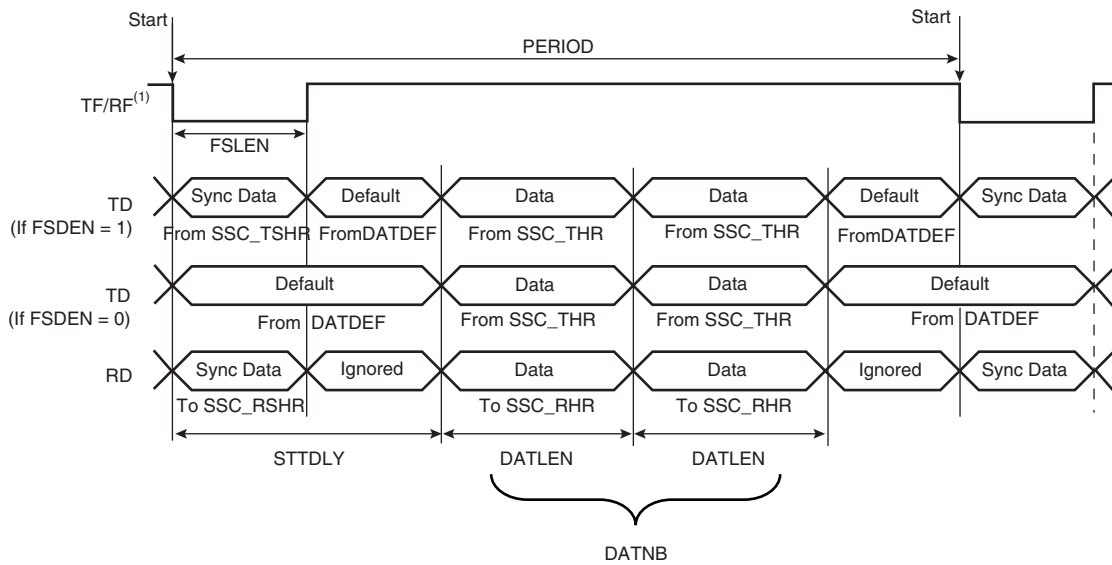 Start
Start
PERIOD
TF/RF(1)
FSLEN
TD
(If FSDEN = 1)
Sync Data
Default
Data
Data
Default
Sync Data
From SSC_TSHR
FromDATDEF
From SSC_THR
From SSC_THR
FromDATDEF
TD
(If FSDEN = 0)
Default
Data
Data
Default
From DATDEF
From SSC_THR
From SSC_THR
From DATDEF
RD
Sync Data
Ignored
Data
Data
Ignored
Sync Data
To SSC_RSHR
To SSC_RHR
To SSC_RHR
STTDLY
DATLEN
DATLEN
DATNB